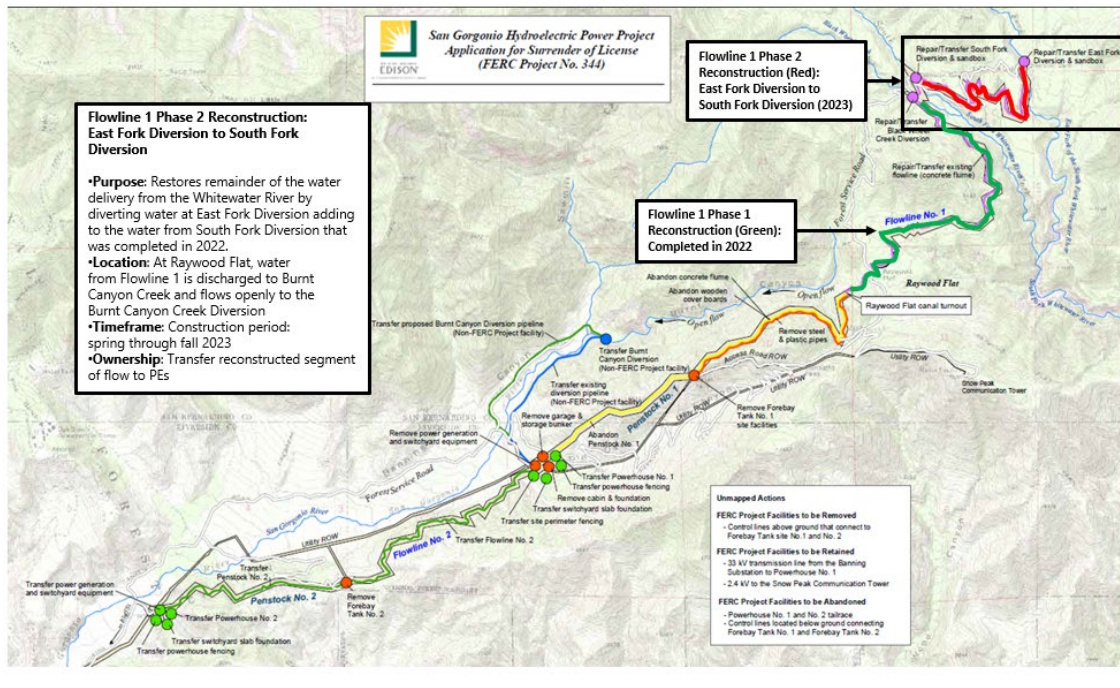 San Gorgonio Hydroelectric Power Project
Application for Surrender of License
(FERC Project No. 344)
EDISON
Flowline 1 Phase 2
Reconstruction (Red):
East Fork Diversion to
South Fork Diversion (2023)
Repair/Transfer South Fork
Diversion & sandbox
Repair/Transfer East Fork
Diversion & sandbox
Flowline 1 Phase 2 Reconstruction:
East Fork Diversion to South Fork
Diversion
•Purpose: Restores remainder of the water
delivery from the Whitewater River by
diverting water at East Fork Diversion adding
to the water from South Fork Diversion that
was completed in 2022.
•Location: At Raywood Flat, water
from Flowline 1 is discharged to Burnt
Canyon Creek and flows openly to the
Burnt Canyon Creek Diversion
•Timeframe: Construction period:
spring through fall 2023
•Ownership: Transfer reconstructed segment
of flow to PEs
Repair/Transfer
Creek Diversion
Repair/Transfer existing
flowline (concrete flume)
Flowline No. 1
Forest Service Road
Flowline 1 Phase 1
Reconstruction (Green):
Completed in 2022
Abandon concrete flume
Abandon wooden
cover boards
Open flow
Open flow
Raywood Flat
Raywood Flat canal turnout
Remove steel
& plastic pipes
Transfer proposed Burnt Canyon Diversion pipeline
(Non-FERC Project facility)
Transfer Burnt
Canyon Diversion
(Non-FERC Project facility)
Access Road ROW
Utility ROW
Utility ROW
Utility ROW
Snow Peak
Communication Tower
Transfer existing
diversion pipeline
(Non-FERC Project facility)
Penstock No. 1
Remove Forebay
Tank No. 1
site facilities
Remove garage &
storage bunker
Remove power generation
and switchyard equipment
Abandon
Penstock No. 1
Transfer Powerhouse No. 1
Transfer powerhouse fencing
Remove cabin & foundation
Transfer switchyard slab foundation
Transfer site perimeter fencing
Forest Service Road
San Gorgonio River
Utility ROW
Flowline No. 2
Transfer Flowline No. 2
Transfer
Penstock No. 2
Transfer power generation
and switchyard equipment
Penstock No. 2
Remove
Forebay
Tank No. 2
Transfer Powerhouse No. 2
Transfer switchyard slab foundation
Transfer powerhouse fencing
Unmapped Actions
FERC Project Facilities to be Removed
- Control lines above ground that connect to
Forebay Tank site No.1 and No. 2
FERC Project Facilities to be Retained
- 33 kV transmission line from the Banning
Substation to Powerhouse No. 1
- 2.4 kV to the Snow Peak Communication Tower
FERC Project Facilities to be Abandoned
- Powerhouse No. 1 and No. 2 tailrace
- Control lines located below ground connecting
Forebay Tank No. 1 and Forebay Tank No. 2